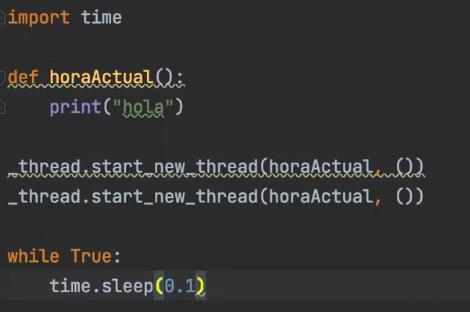 import time
def horaActual():
    print("hola")
_thread.start_new_thread(horaActual, ())
_thread.start_new_thread(horaActual, ())
while True:
    time.sleep(0.1)